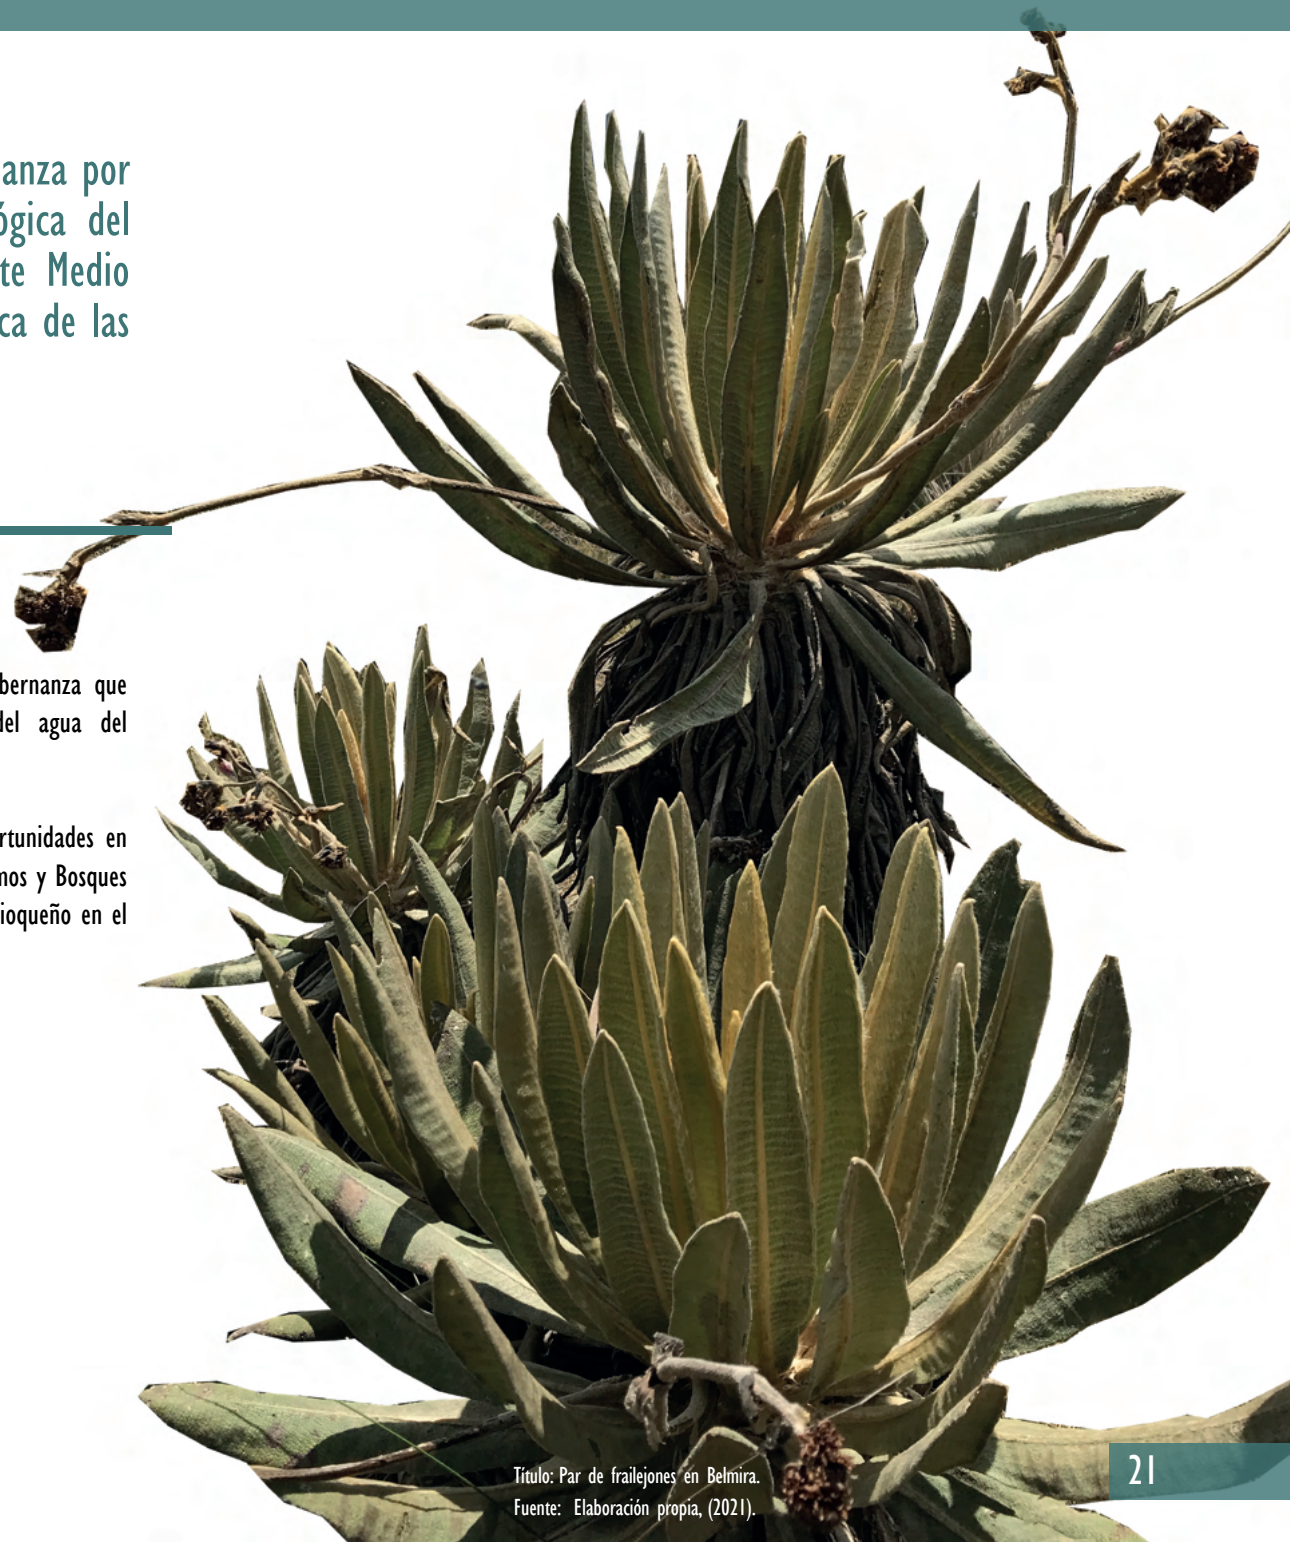 anza por
ógica del
te Medio
ca de las
bernanza que
del agua del
rtunidades en
mos y Bosques
ioqueño en el
Título: Par de frailejones en Belmira.
Fuente: Elaboración propia, (2021).
21